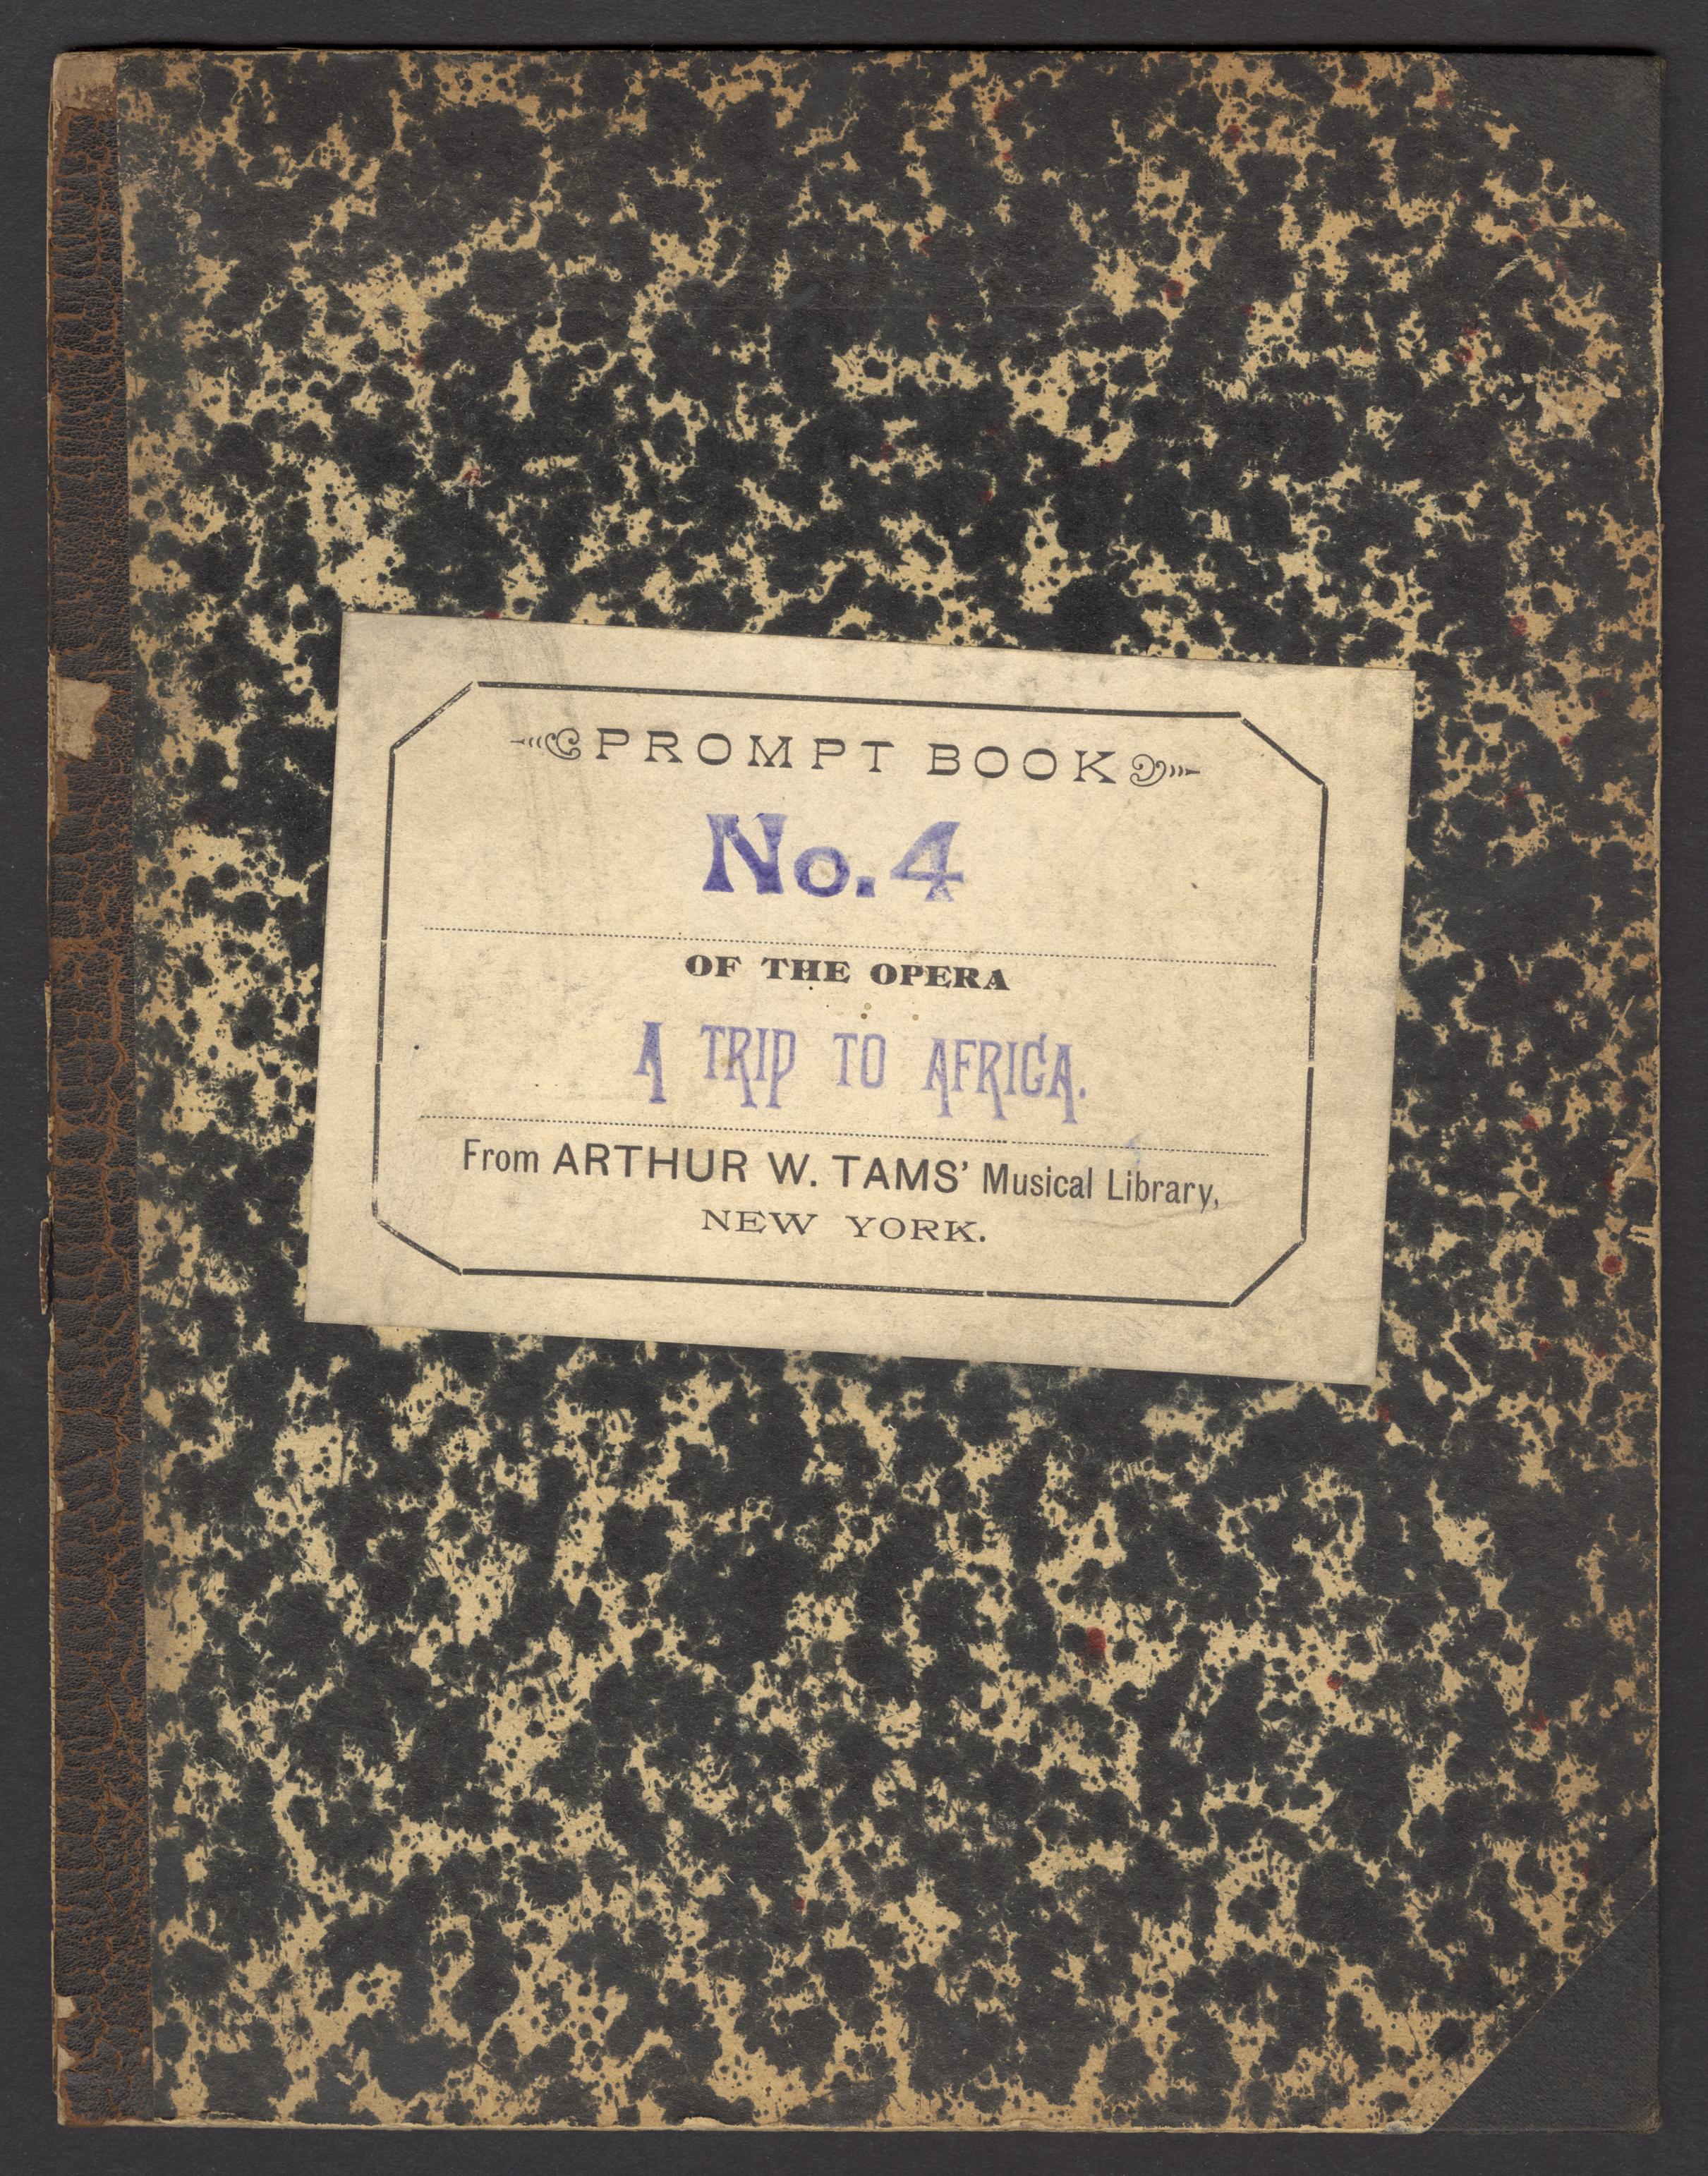 PROMPT BOOK
No. 4
OF THE OPERA
A TRIP TO AFRICA.
From ARTHUR W. TAMS' Musical Library,
NEW YORK.